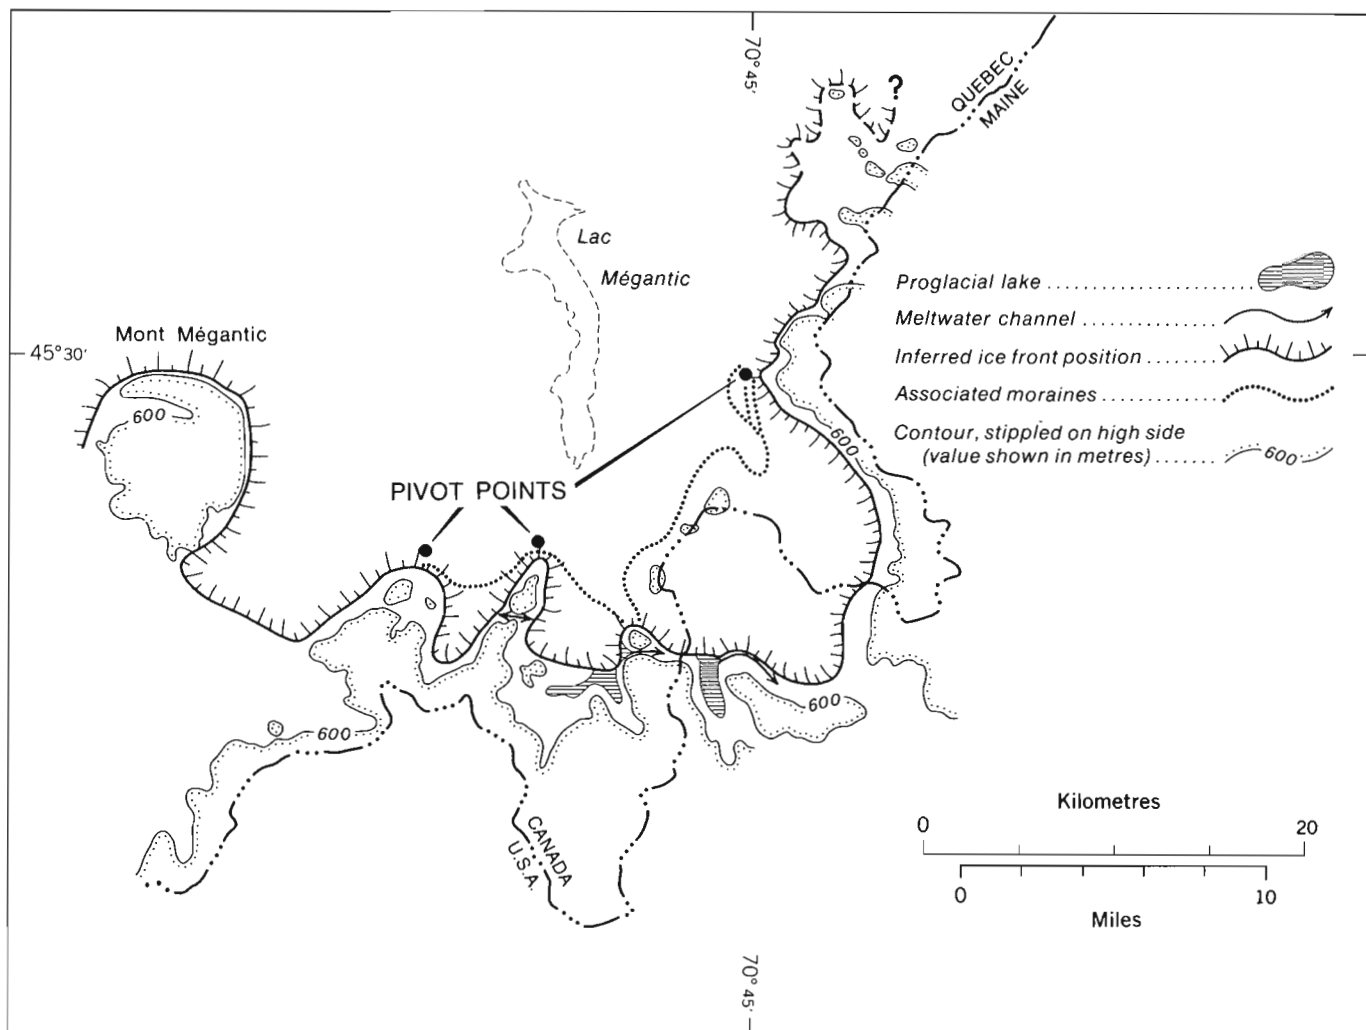 70° 45'
?
QUEBEC
MAINE
Lac
Mégantic
Proglacial lake
Meltwater channel
Inferred ice front position
Associated moraines
Contour, stippled on high side
(value shown in metres)
600
Mont Mégantic
45° 30'
600
600
PIVOT POINTS
600
600
CANADA
U.S.A.
Kilometres
0 20
0 10
Miles
70° 45'